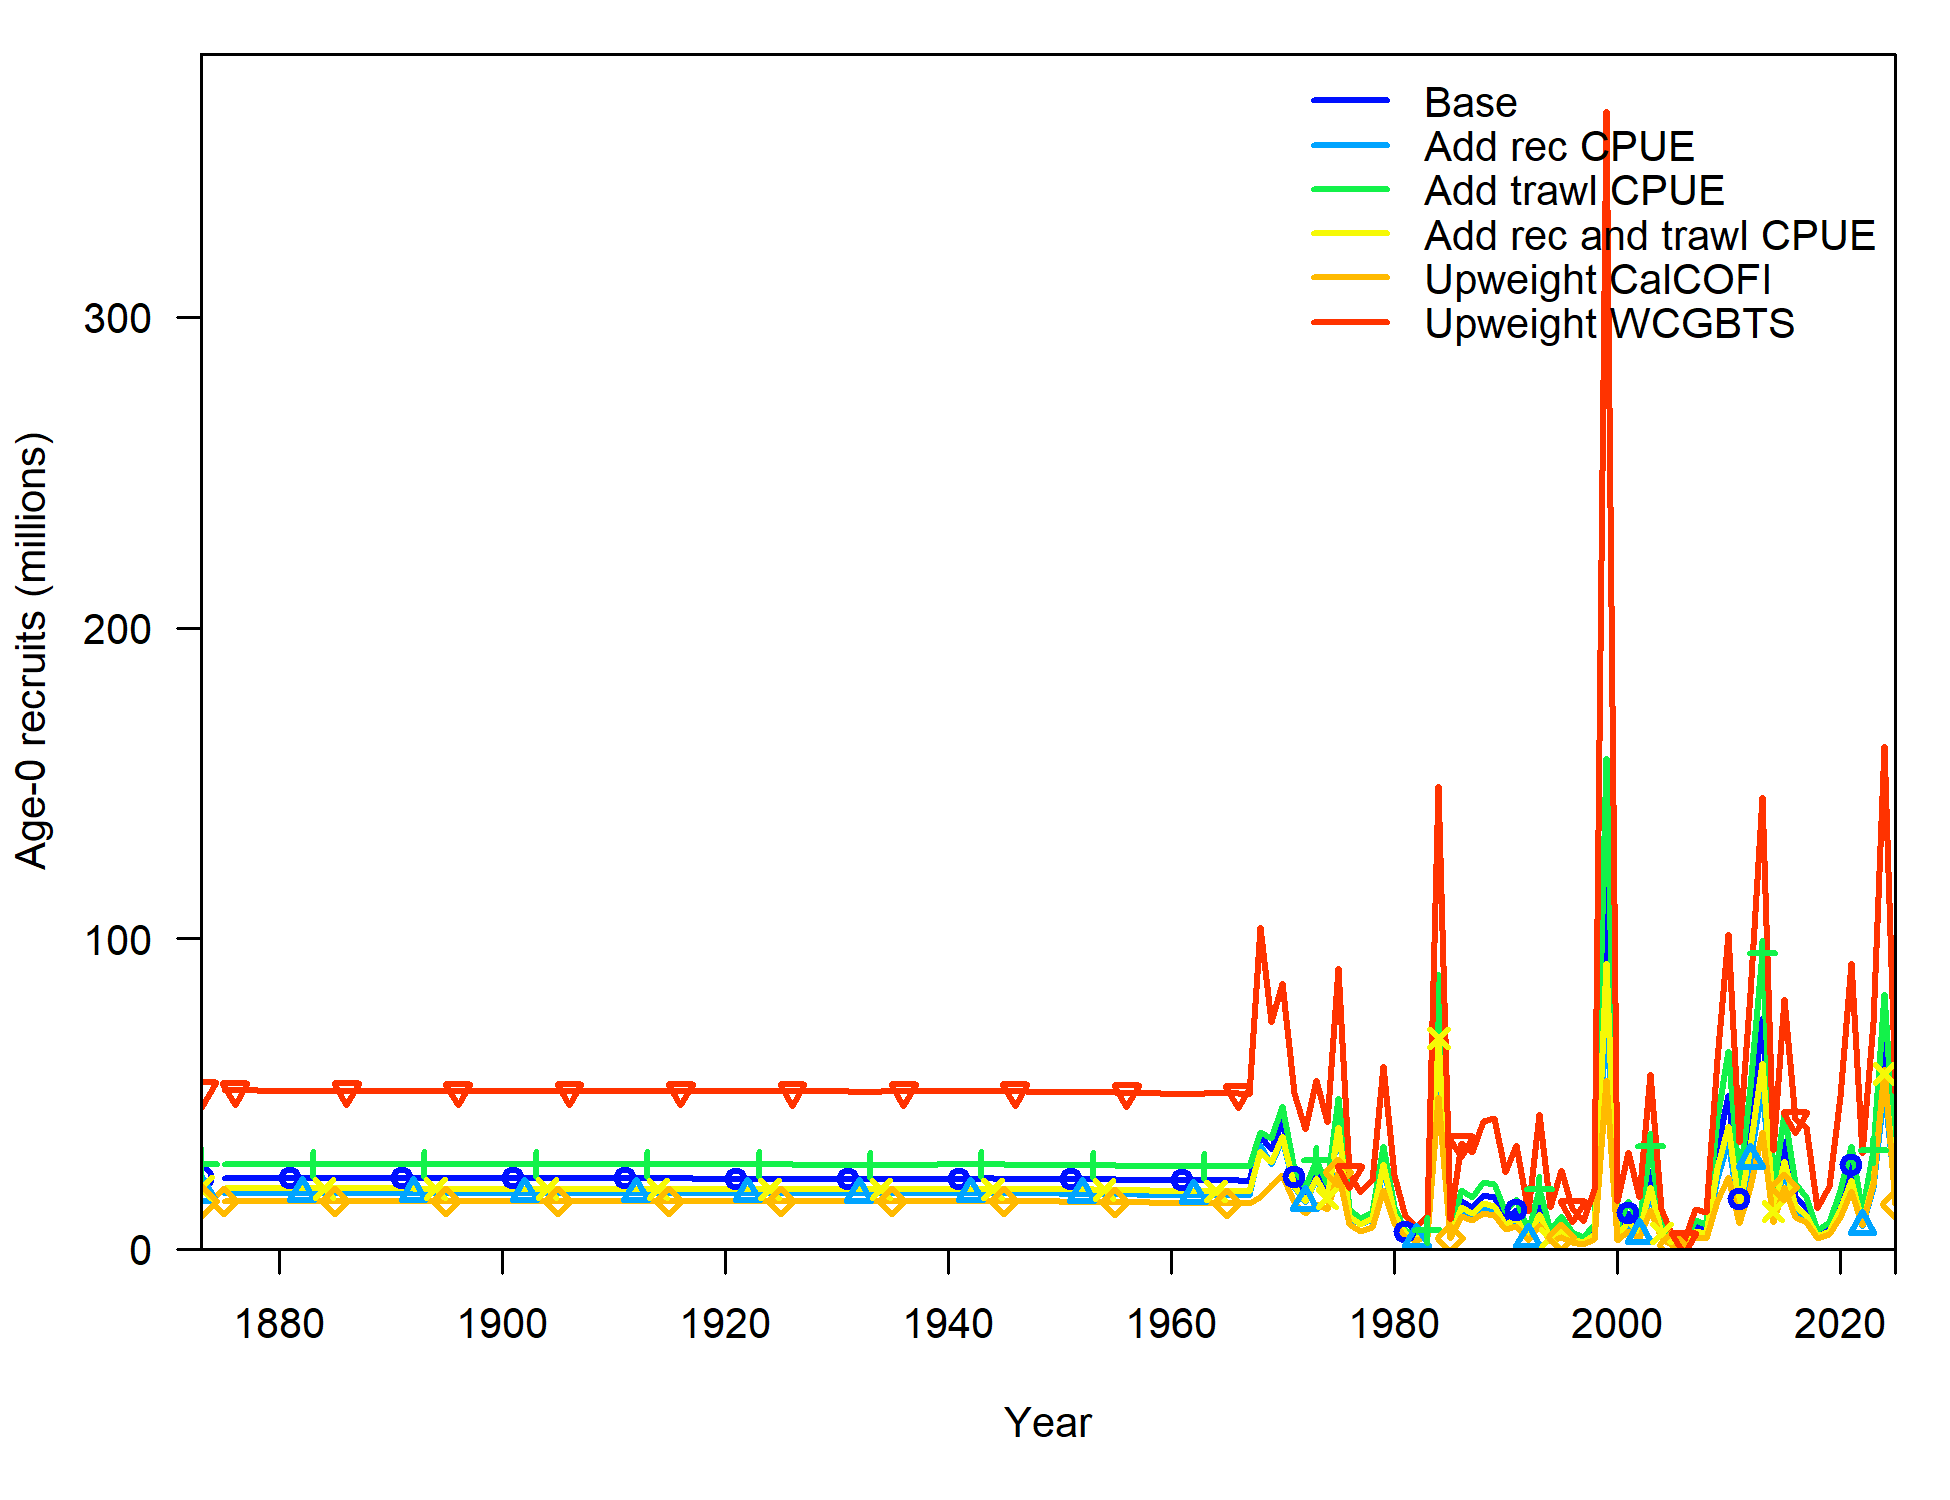 Base
Add rec CPUE
Add trawl CPUE
Add rec and trawl CPUE
Upweight CalCOFI
Upweight WCGBTS
Age-0 recruits (millions)
300
200
100
0
1880 1900 1920 1940 1960 1980 2000 2020
Year